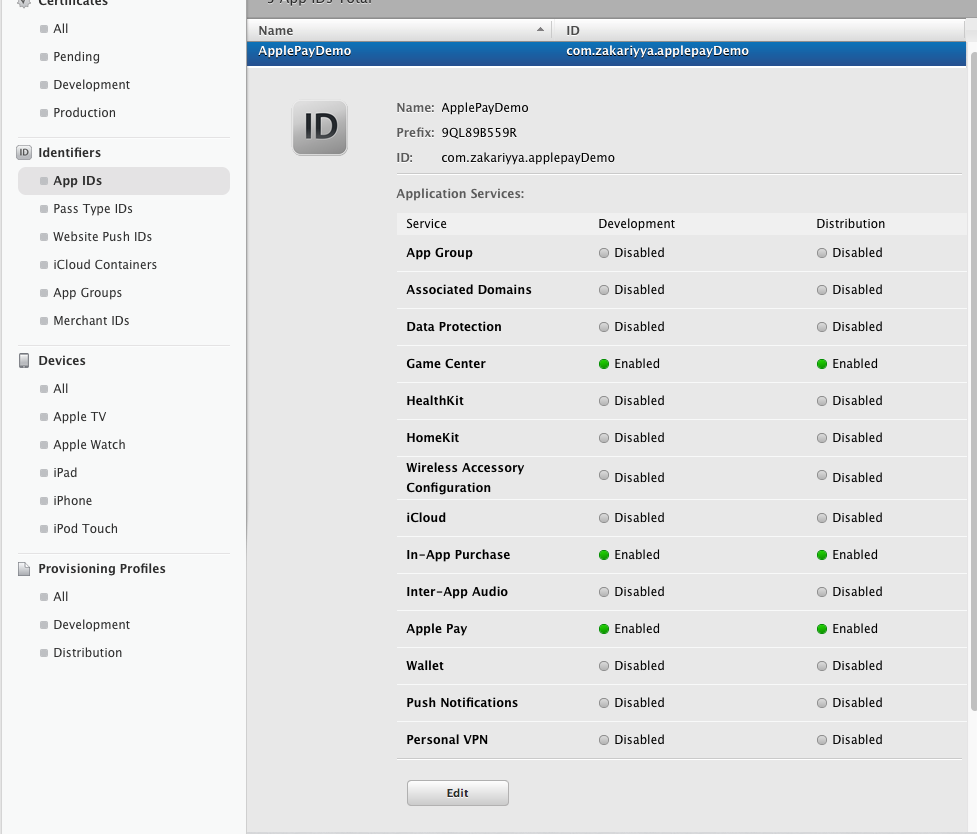 Certificates
All
Pending
Development
Production
ID Identifiers
App IDs
Pass Type IDs
Website Push IDs
iCloud Containers
App Groups
Merchant IDs
Devices
All
Apple TV
Apple Watch
iPad
iPhone
iPod Touch
Provisioning Profiles
All
Development
Distribution
App IDs Total
Name ID
ApplePayDemo com.zakariyya.applepayDemo
ID
Name: ApplePayDemo
Prefix: 9QL89B559R
ID: com.zakariyya.applepayDemo
Application Services:
Service Development Distribution
App Group Disabled Disabled
Associated Domains Disabled Disabled
Data Protection Disabled Disabled
Game Center Enabled Enabled
HealthKit Disabled Disabled
HomeKit Disabled Disabled
Wireless Accessory
Configuration Disabled Disabled
iCloud Disabled Disabled
In-App Purchase Enabled Enabled
Inter-App Audio Disabled Disabled
Apple Pay Enabled Enabled
Wallet Disabled Disabled
Push Notifications Disabled Disabled
Personal VPN Disabled Disabled
Edit